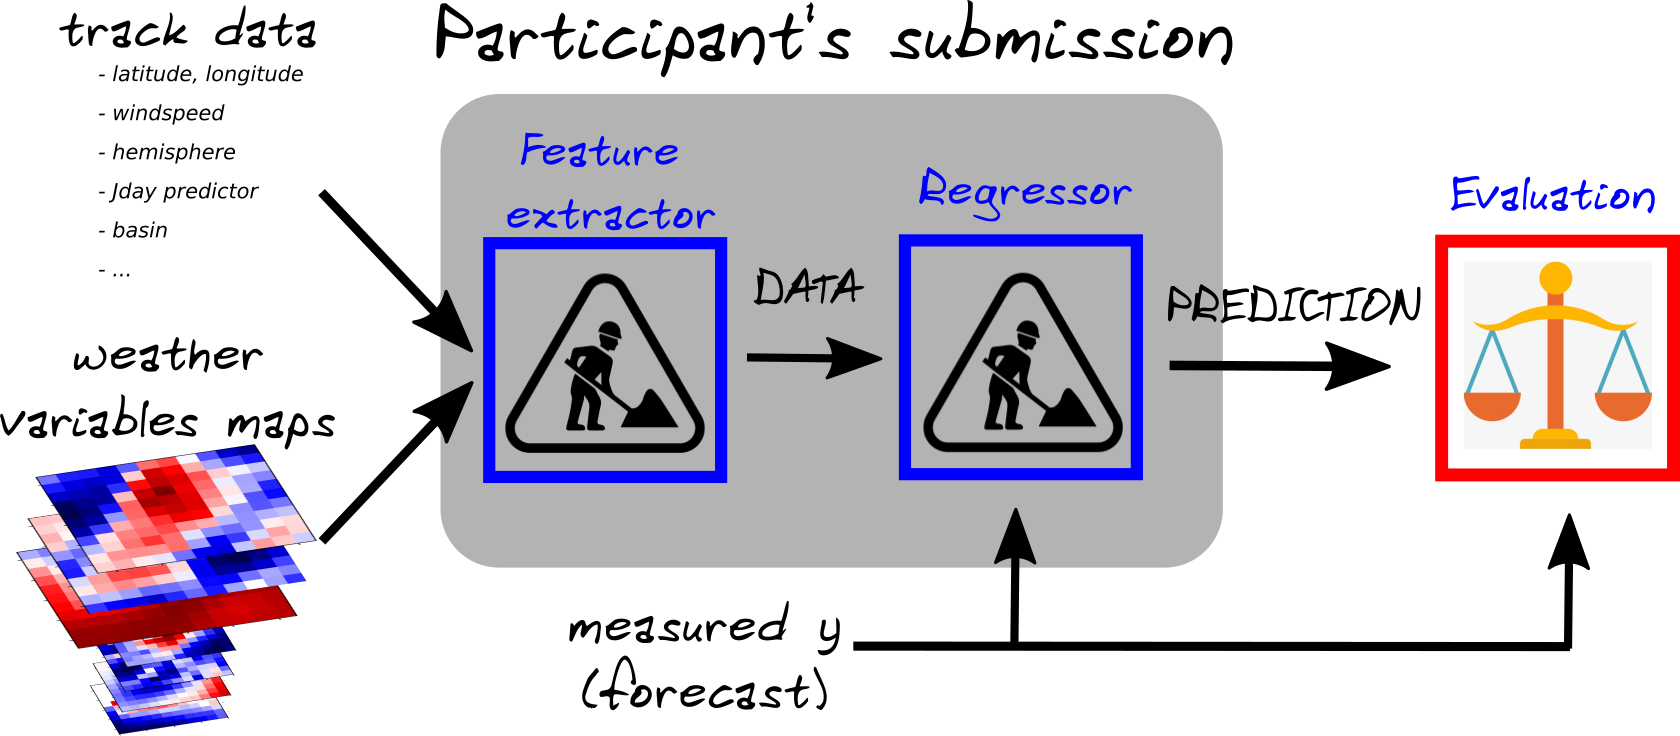 track data
- latitude, longitude
- windspeed
- hemisphere
- Jday predictor
- basin
- ...
weather
variables maps
Participant's submission
Feature
extractor
DATA
Regressor
PREDICTION
Evaluation
measured y
(forecast)